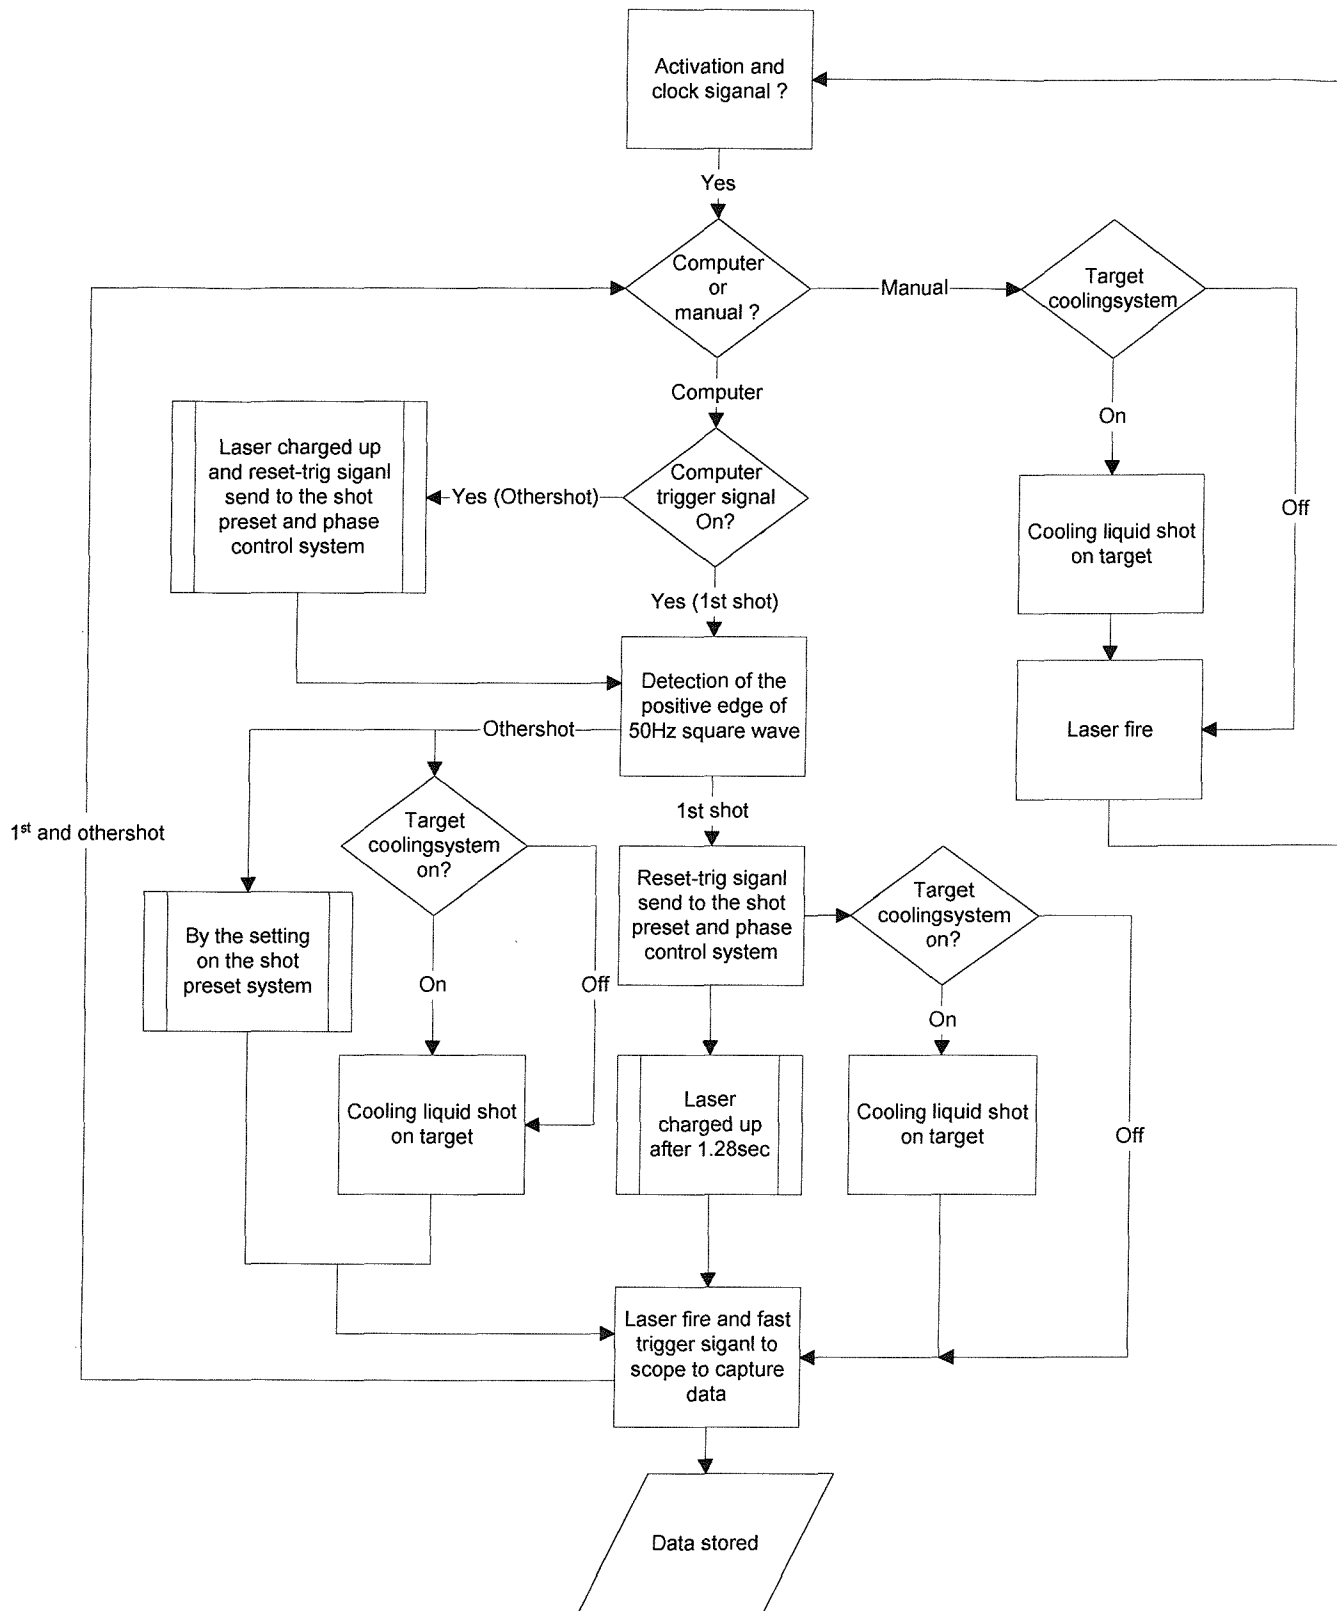 Activation and
clock siganal ?
Yes
Computer
or
manual ?
Manual
Target
coolingsystem
Computer
On
Off
Laser charged up
and reset-trig siganl
send to the shot
preset and phase
control system
Yes (Othershot)
Computer
trigger signal
On?
Cooling liquid shot
on target
Yes (1st shot)
Detection of the
positive edge of
50Hz square wave
Laser fire
Othershot
1st shot
1st and othershot
Target
coolingsystem
on?
Reset-trig siganl
send to the shot
preset and phase
control system
Target
coolingsystem
on?
By the setting
on the shot
preset system
On
Off
On
Cooling liquid shot
on target
Laser
charged up
after 1.28sec
Cooling liquid shot
on target
Off
Laser fire and fast
trigger siganl to
scope to capture
data
Data stored